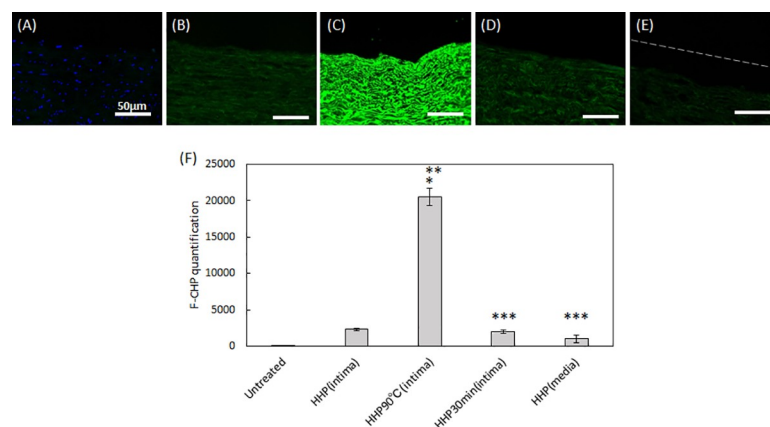 (A)
(B)
(C)
(D)
(E)
50μm
(F)
F-CHP quantification
25000
20000
15000
10000
5000
0
**
*
***
***
Untreated
HHP(intima)
HHP90℃(intima)
HHP30min(intima)
HHP(media)